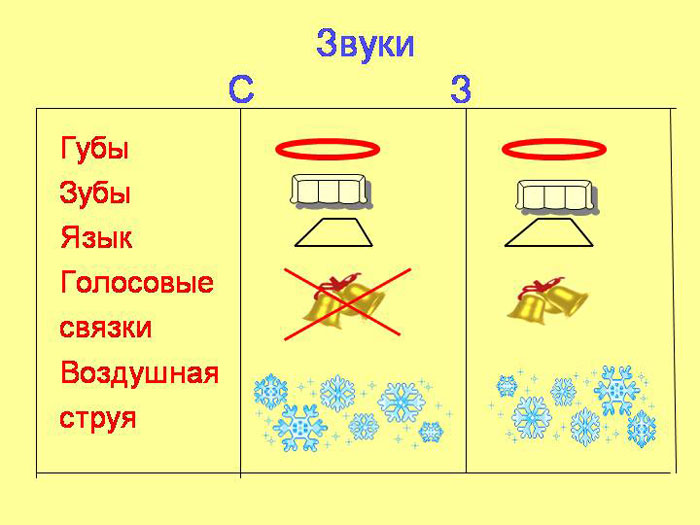 Звуки
С З
Губы
Зубы
Язык
Голосовые
связки
Воздушная
струя